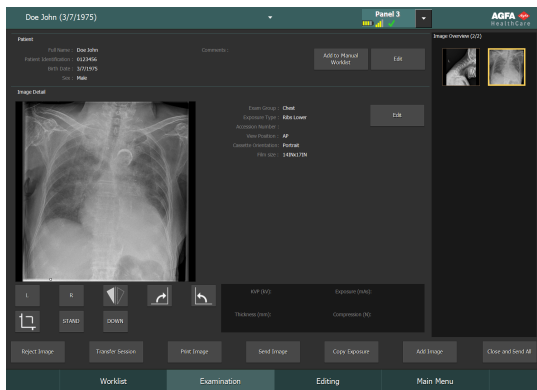 Doe John (3/7/1975)
Panel 3
AGFA
HealthCare
Patient
Full Name : Doe John
Patient Identification : 0123456
Birth Date : 3/7/1975
Sex : Male
Comments :
Add to Manual
Worklist
Edit
Image Overview (2/2)
Image Detail
Exam Group : Chest
Exposure Type : Ribs Lower
Accession Number :
View Position : AP
Cassette Orientation : Portrait
Film size : 14INx17IN
Edit
L
R
STAND
DOWN
KVP (kV):
Exposure (mAs):
Thickness (mm):
Compression (N):
Reject Image
Transfer Session
Print Image
Send Image
Copy Exposure
Add Image
Close and Send All
Worklist
Examination
Editing
Main Menu